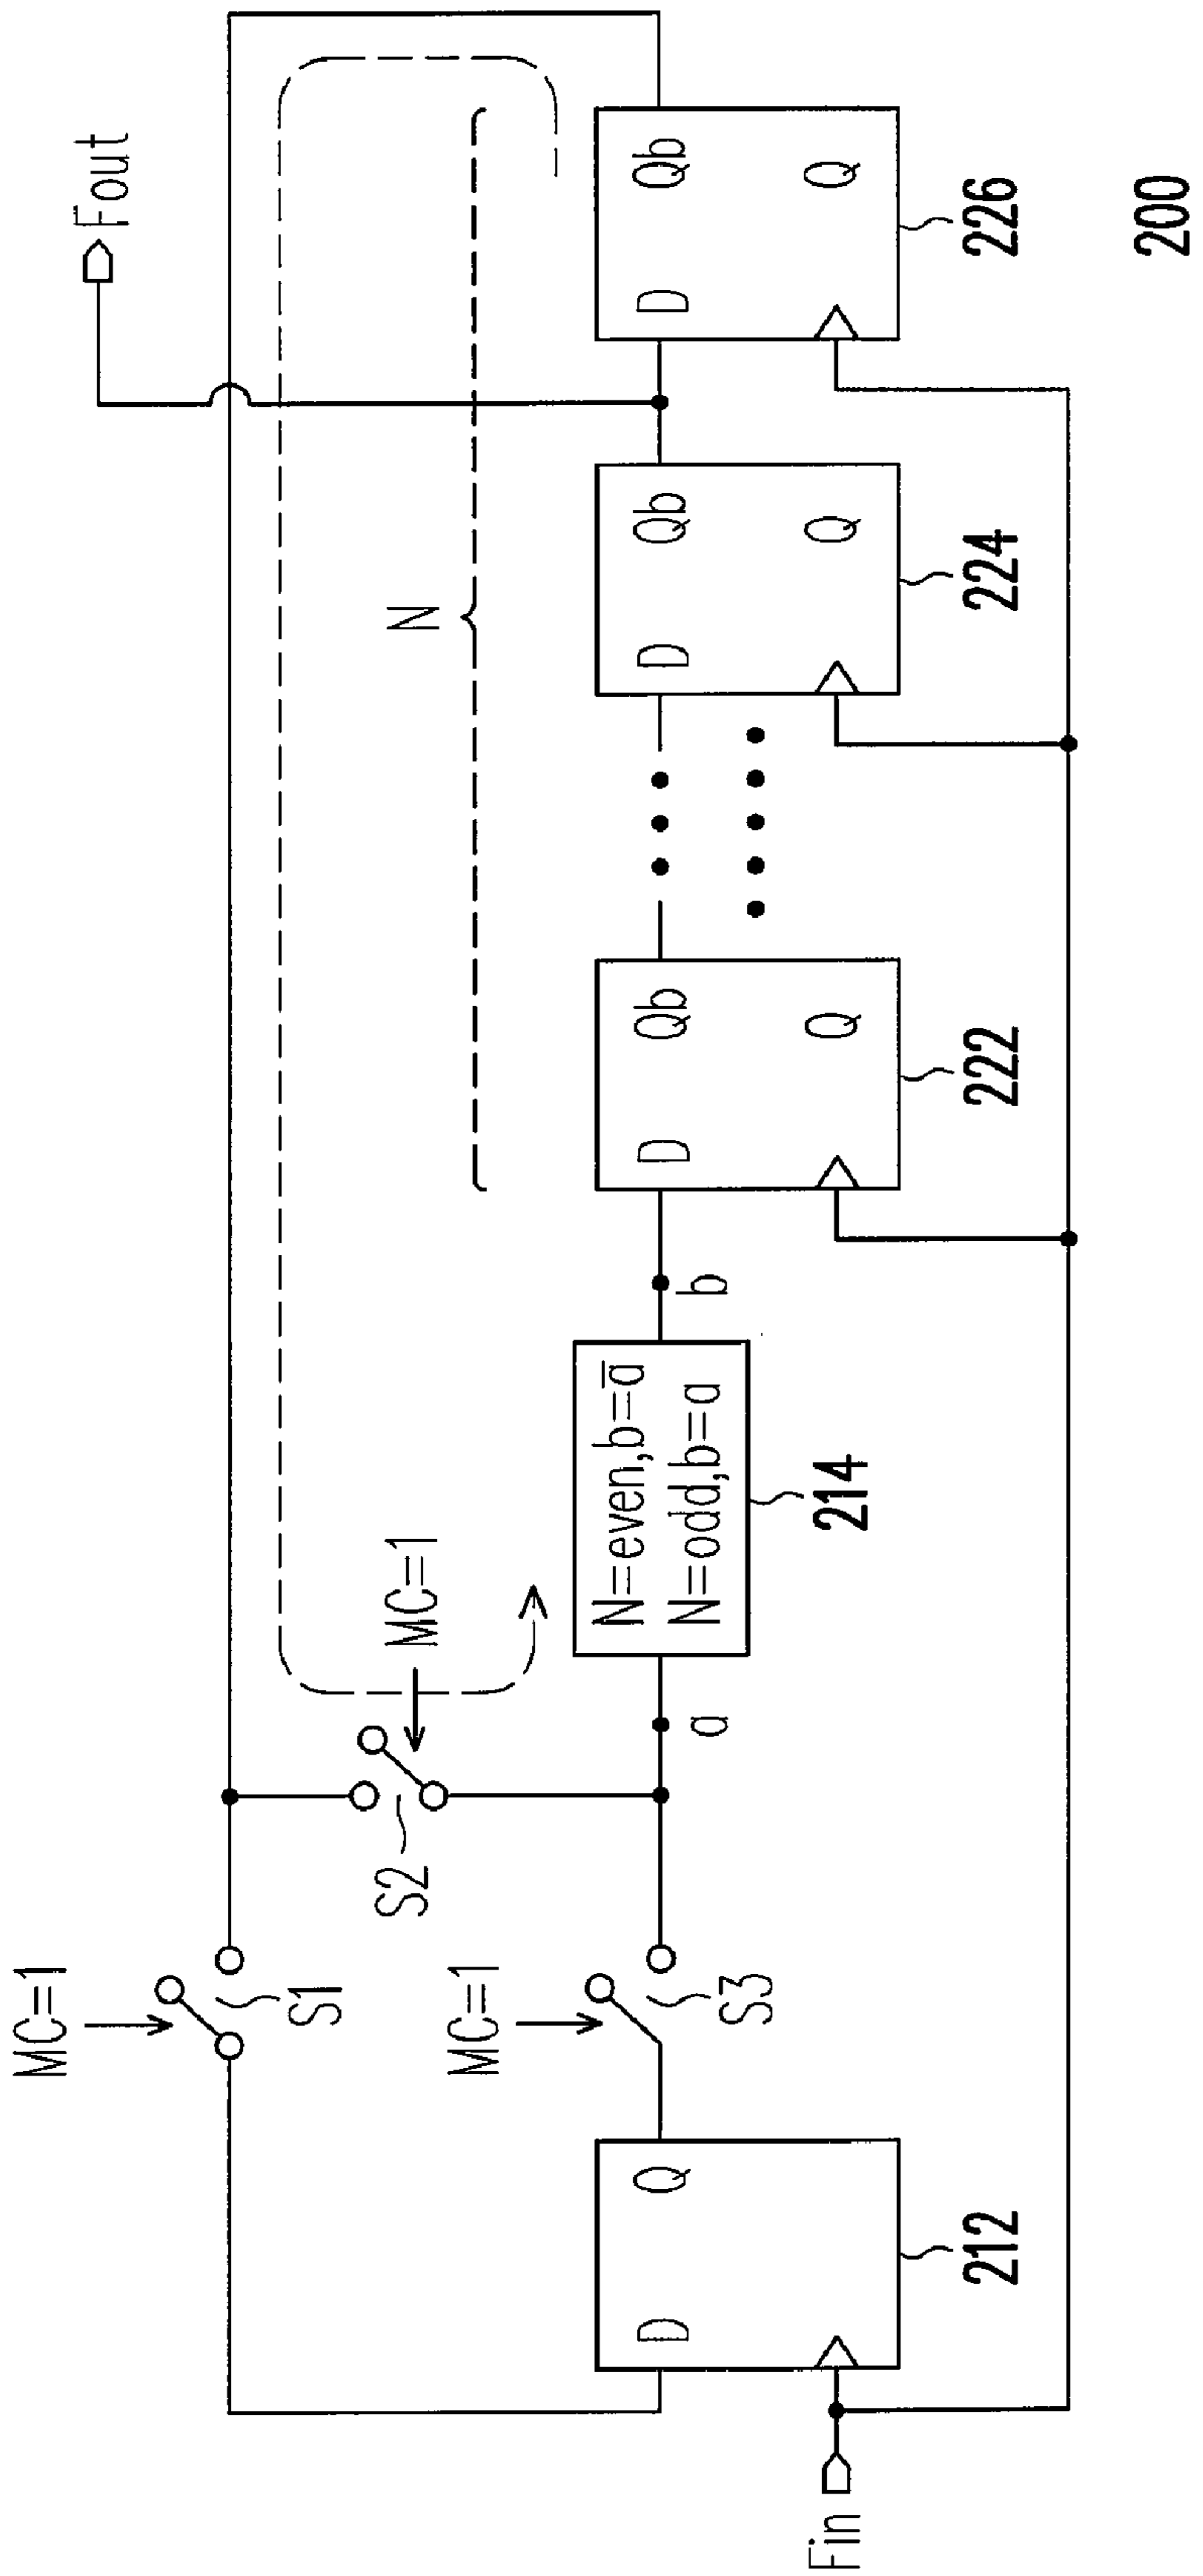 Fout
MC=1
S1
S2
MC=1
N
MC=1
S3
a
N=even,b=a̅
N=odd,b=a
214
b
D
Q
212
D
Qb
Q
222
D
Qb
Q
224
D
Qb
Q
226
Fin
200